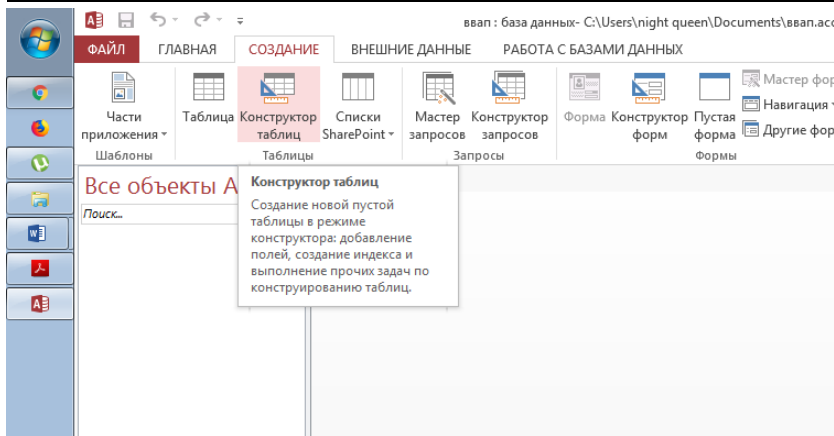 ввап : база данных- C:\Users\night queen\Documents\ввап.acc
ФАЙЛ ГЛАВНАЯ СОЗДАНИЕ ВНЕШНИЕ ДАННЫЕ РАБОТА С БАЗАМИ ДАННЫХ
Части приложения
Таблица
Конструктор таблиц
Списки SharePoint
Мастер запросов
Конструктор запросов
Форма
Конструктор форм
Пустая форма
Мастер фор
Навигация
Другие фор
Шаблоны Таблицы Запросы Формы
Все объекты A
Поиск...
Конструктор таблиц
Создание новой пустой
таблицы в режиме
конструктора: добавление
полей, создание индекса и
выполнение прочих задач по
конструированию таблиц.